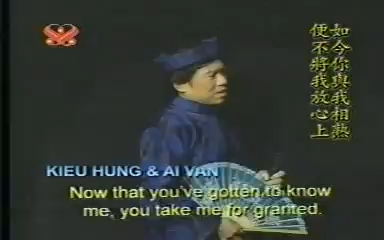 如今你與我相熟
便不將我放心上
KIEU HUNG & AI VAN
Now that you've gotten to know
me, you take me for granted.